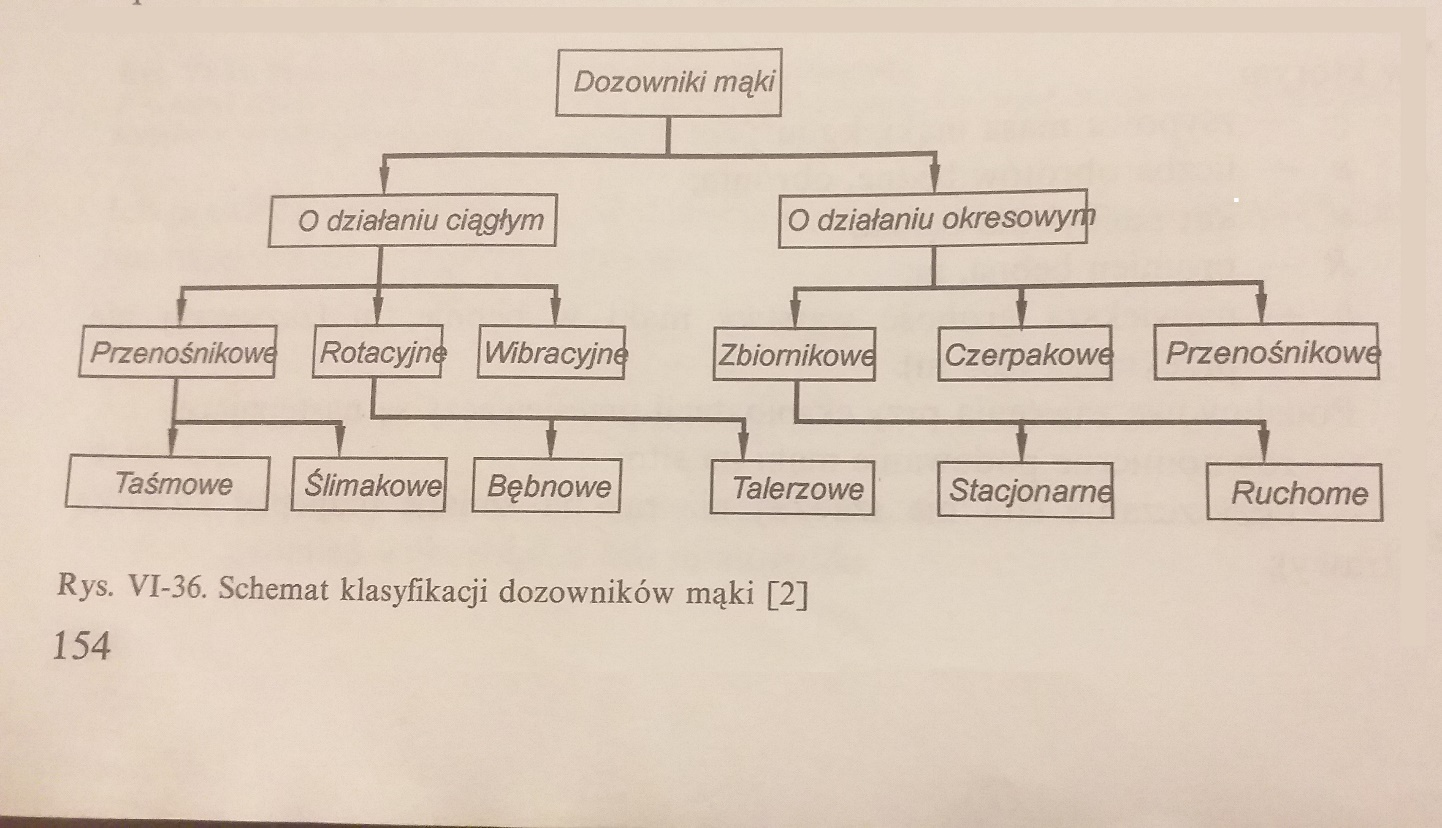 Dozowniki mąki
O działaniu ciągłym
O działaniu okresowym
Przenośnikowe
Rotacyjne
Wibracyjne
Zbiornikowe
Czerpakowe
Przenośnikowe
Taśmowe
Ślimakowe
Bębnowe
Talerzowe
Stacjonarne
Ruchome
Rys. VI-36. Schemat klasyfikacji dozowników mąki [2]
154